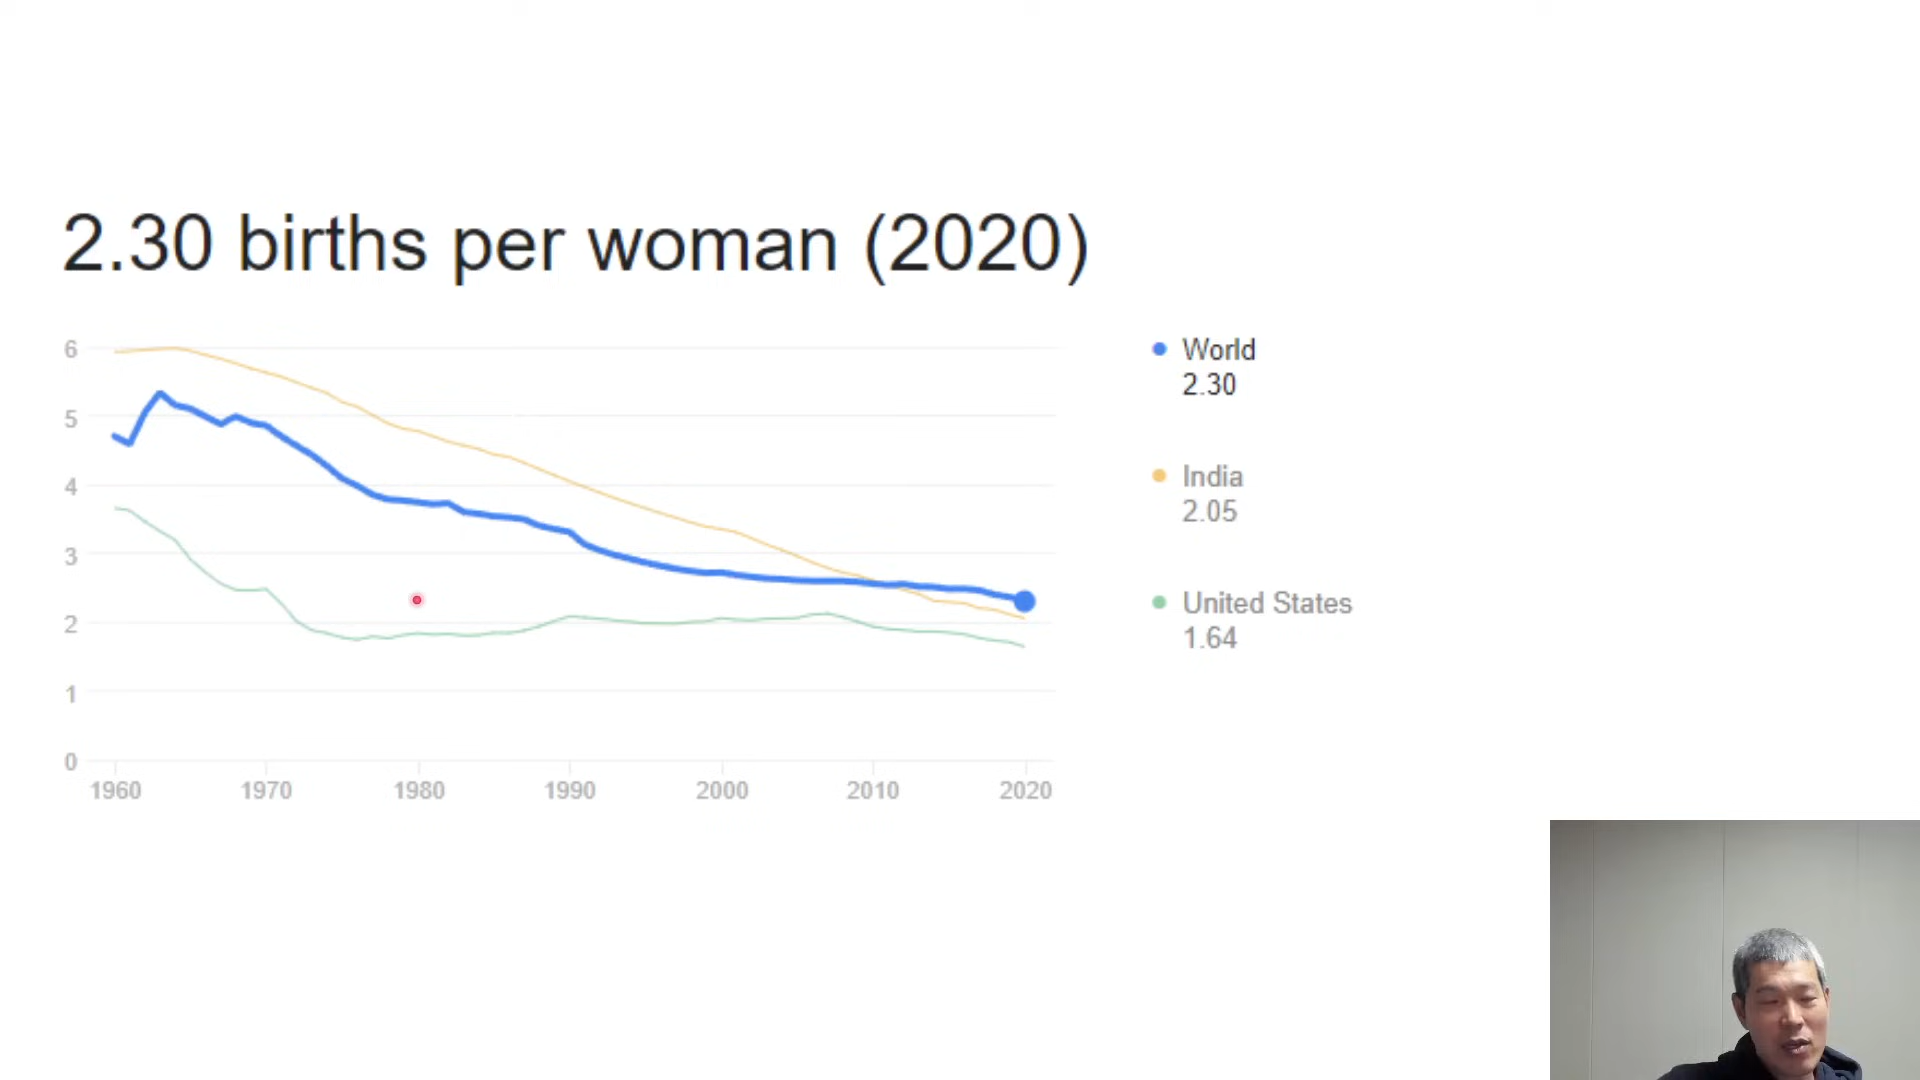 2.30 births per woman (2020)
6
5
4
3
2
1
0
1960 1970 1980 1990 2000 2010 2020
World
2.30
India
2.05
United States
1.64